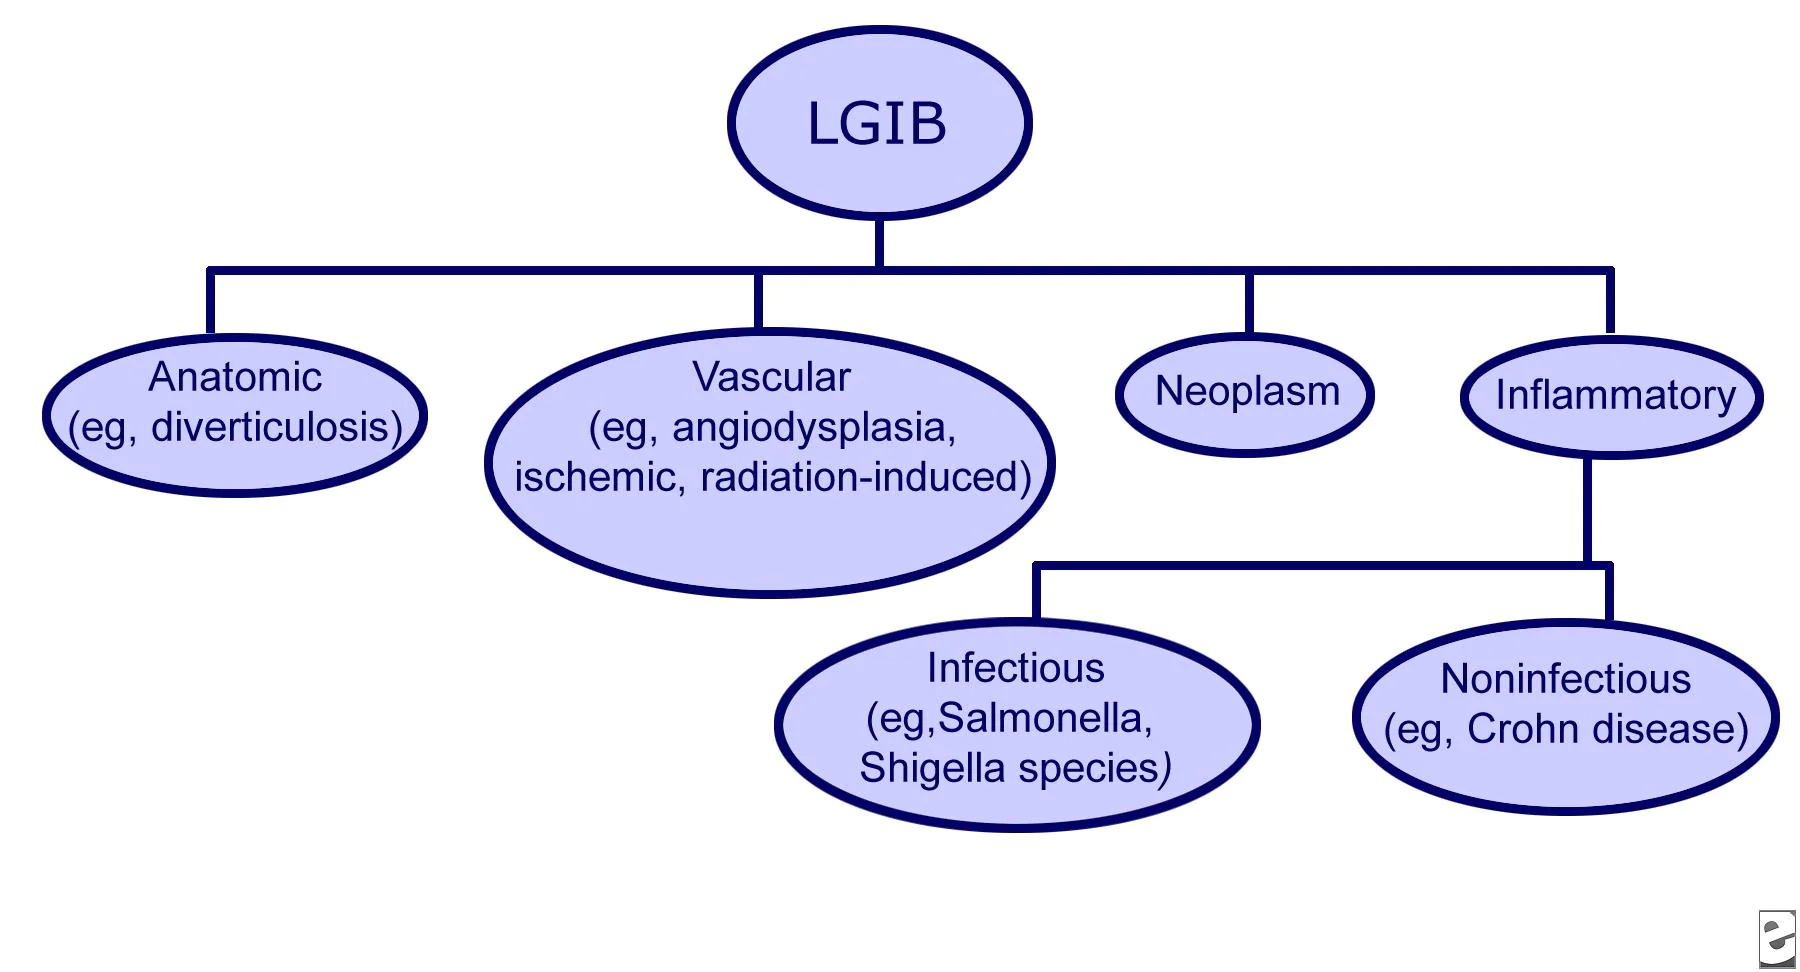 LGIB
Anatomic
(eg, diverticulosis)
Vascular
(eg, angiodysplasia,
ischemic, radiation-induced)
Neoplasm
Inflammatory
Infectious
(eg,Salmonella,
Shigella species)
Noninfectious
(eg, Crohn disease)